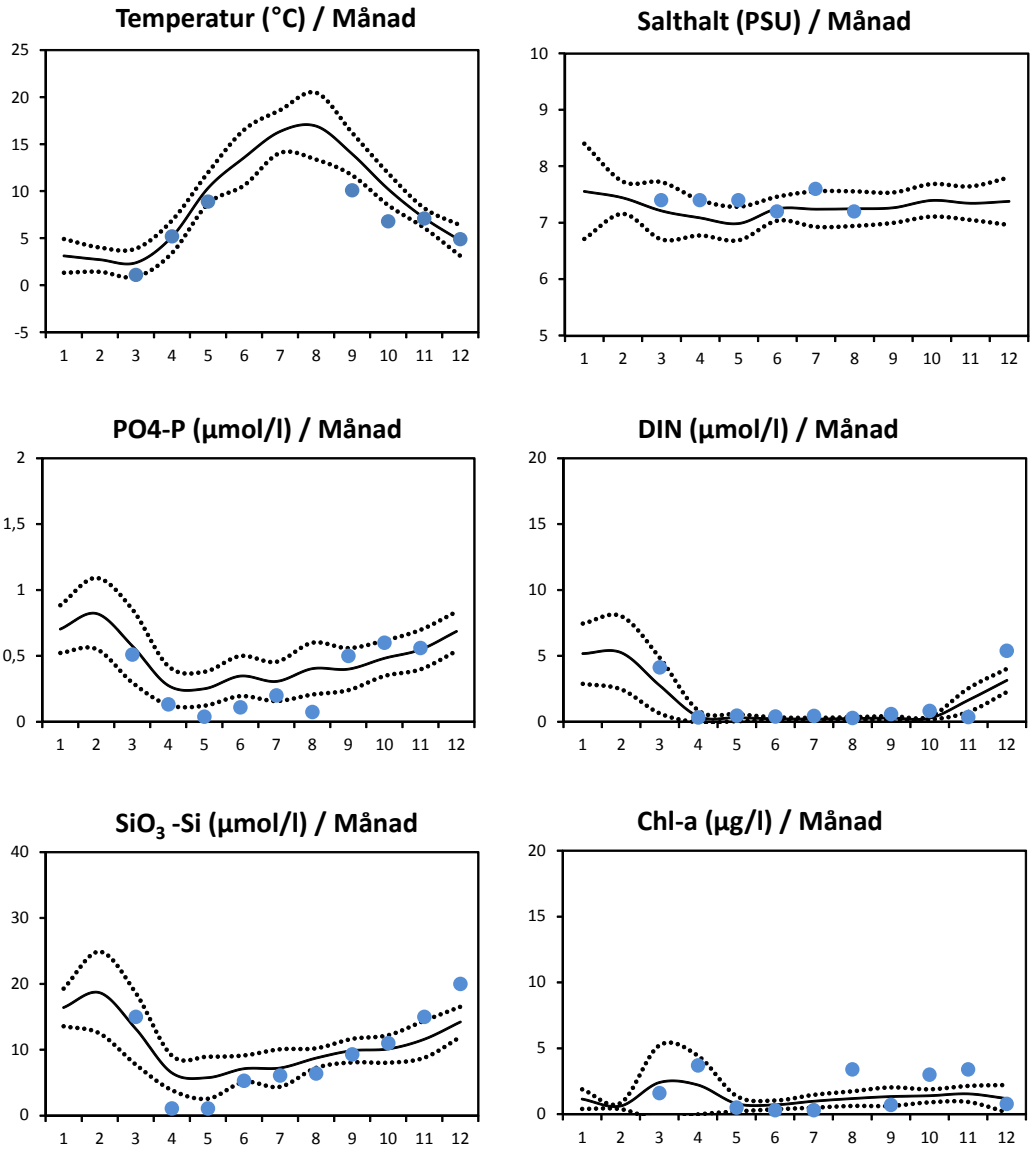 Temperatur (°C) / Månad
25
20
15
10
5
0
-5
1 2 3 4 5 6 7 8 9 10 11 12
Salthalt (PSU) / Månad
10
9
8
7
6
5
1 2 3 4 5 6 7 8 9 10 11 12
PO4-P (µmol/l) / Månad
2
1,5
1
0,5
0
1 2 3 4 5 6 7 8 9 10 11 12
DIN (µmol/l) / Månad
20
15
10
5
0
1 2 3 4 5 6 7 8 9 10 11 12
SiO₃ -Si (µmol/l) / Månad
40
30
20
10
0
1 2 3 4 5 6 7 8 9 10 11 12
Chl-a (µg/l) / Månad
20
15
10
5
0
1 2 3 4 5 6 7 8 9 10 11 12